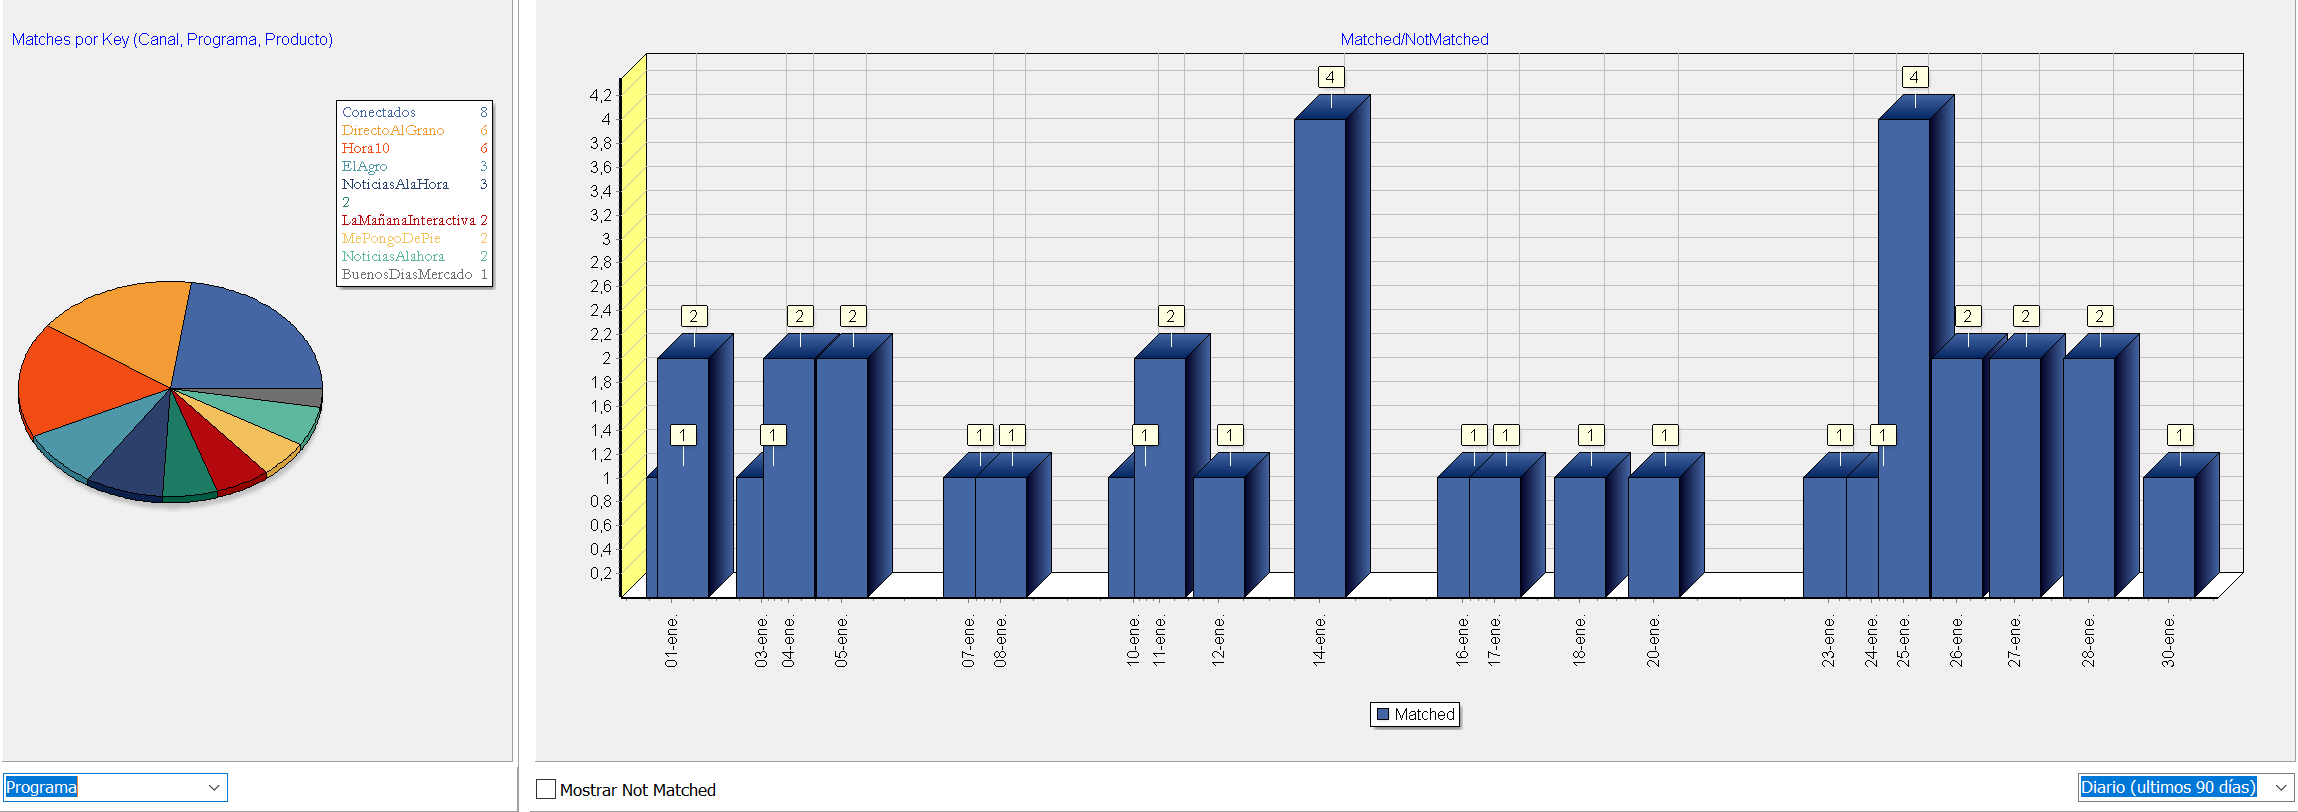 Matches por Key (Canal, Programa, Producto)
Conectados 8
DirectoAlGrano 6
Hora10 6
ElAgro 3
NoticiasAlaHora 3
2
LaMañanaInteractiva 2
MePongoDePie 2
NoticiasAlahora 2
BuenosDiasMercado 1
Programa
Matched/NotMatched
4,2
4
3,8
3,6
3,4
3,2
3
2,8
2,6
2,4
2,2
2
1,8
1,6
1,4
1,2
1
0,8
0,6
0,4
0,2
1
2
1
2
2
1
1
1
2
1
4
1
1
1
1
1
1
4
2
2
2
1
01-ene.
03-ene.
04-ene.
05-ene.
07-ene.
08-ene.
10-ene.
11-ene.
12-ene.
14-ene.
16-ene.
17-ene.
18-ene.
20-ene.
23-ene.
24-ene.
25-ene.
26-ene.
27-ene.
28-ene.
30-ene.
Matched
Mostrar Not Matched
Diario (ultimos 90 días)